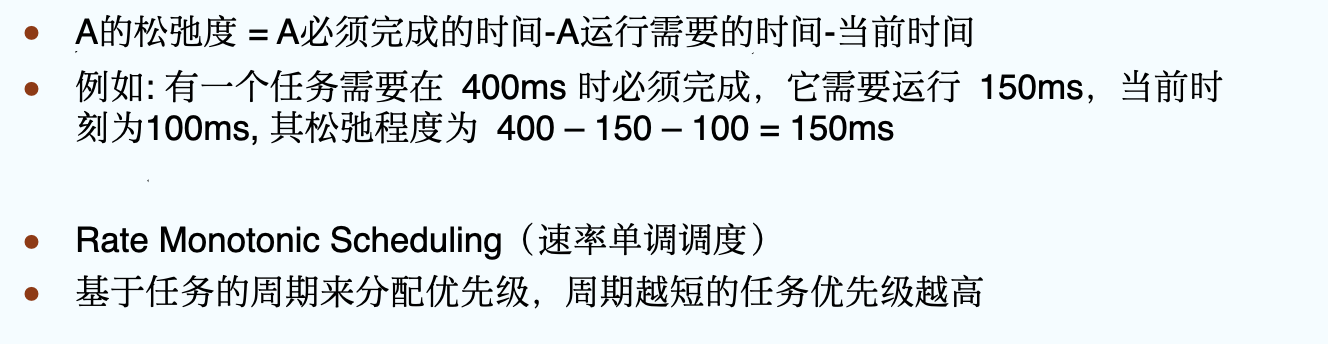 • A的松弛度 = A必须完成的时间-A运行需要的时间-当前时间
• 例如: 有一个任务需要在 400ms 时必须完成，它需要运行 150ms，当前时
刻为100ms, 其松弛程度为 400 – 150 – 100 = 150ms
• Rate Monotonic Scheduling（速率单调调度）
• 基于任务的周期来分配优先级，周期越短的任务优先级越高